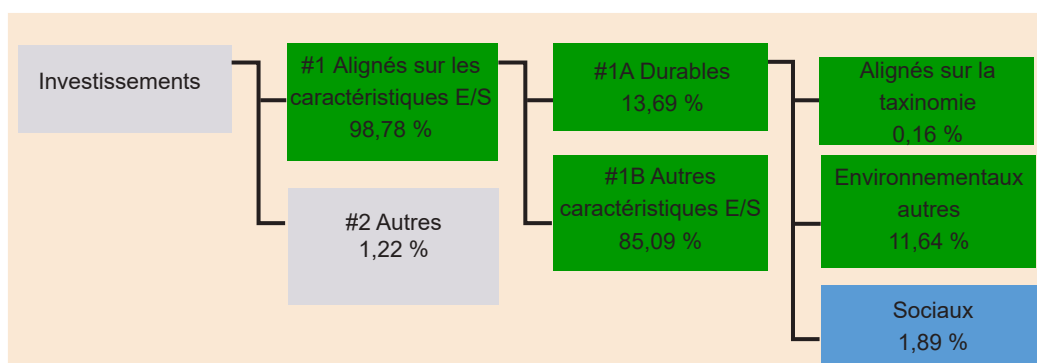 Investissements
#1 Alignés sur les
caractéristiques E/S
98,78 %
#2 Autres
1,22 %
#1A Durables
13,69 %
#1B Autres
caractéristiques E/S
85,09 %
Alignés sur la
taxinomie
0,16 %
Environnementaux
autres
11,64 %
Sociaux
1,89 %